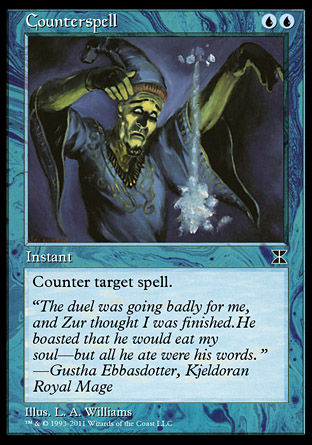 Counterspell
Instant
Counter target spell.
“The duel was going badly for me,
and Zur thought I was finished.He
boasted that he would eat my
soul—but all he ate were his words.”
—Gustha Ebbasdotter, Kjeldoran
Royal Mage
Illus. L. A. Williams
™ & © 1993-2011 Wizards of the Coast LLC